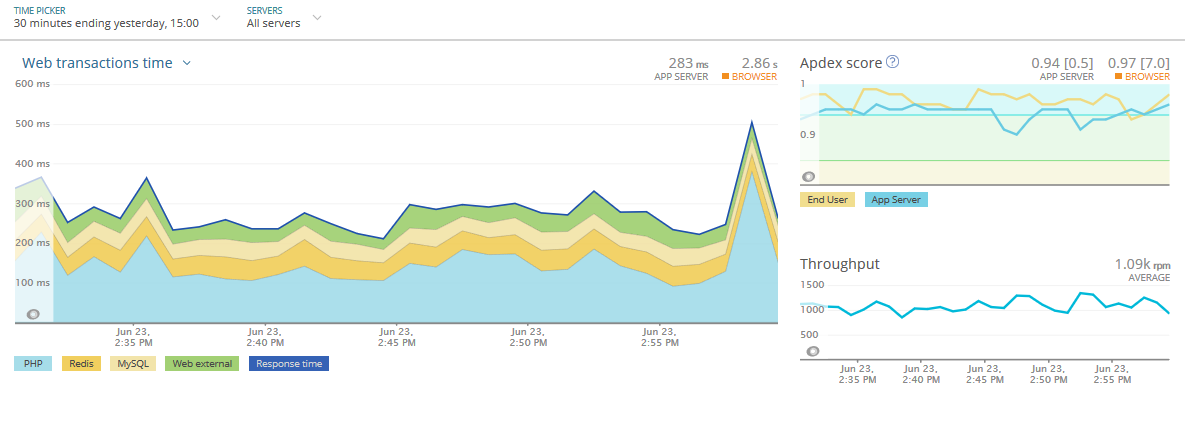 TIME PICKER
30 minutes ending yesterday, 15:00
SERVERS
All servers
Web transactions time
283 ms
APP SERVER
2.86 s
BROWSER
600 ms
500 ms
400 ms
300 ms
200 ms
100 ms
Jun 23,
2:35 PM
Jun 23,
2:40 PM
Jun 23,
2:45 PM
Jun 23,
2:50 PM
Jun 23,
2:55 PM
PHP
Redis
MySQL
Web external
Response time
Apdex score ?
0.94 [0.5]
APP SERVER
0.97 [7.0]
BROWSER
1
0.9
End User
App Server
Throughput
1.09k rpm
AVERAGE
1500
1000
500
Jun 23,
2:35 PM
Jun 23,
2:40 PM
Jun 23,
2:45 PM
Jun 23,
2:50 PM
Jun 23,
2:55 PM